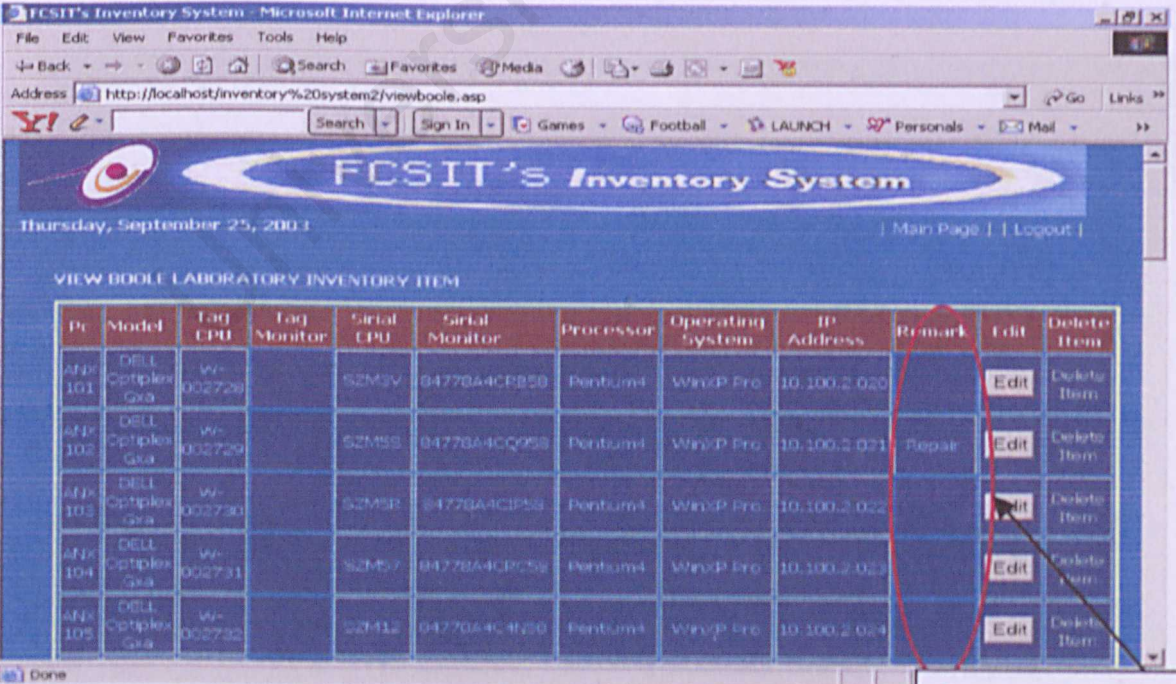 FCSIT's Inventory System - Microsoft Internet Explorer
File Edit View Favorites Tools Help
Back Search Favorites Media
Address http://localhost/inventory%20system2/viewboole.asp Go Links »
Y! Search Sign In Games Football LAUNCH Personals Mail »
FCSIT's Inventory System
Thursday, September 25, 2003 | Main Page | | Logout |
VIEW BOOLE LABORATORY INVENTORY ITEM
Pc Model Tag CPU Tag Monitor Sirial CPU Sirial Monitor Processor Operating System IP Address Remark Edit Delete Item
ANX 101 DELL Optiplex Gxa W-002728 SZM3V 84778A4CRB58 Pentium4 WinXP Pro 10.100.2.020 Edit Delete Item
ANX 102 DELL Optiplex Gxa W-002729 84778A4CQ958 Pentium4 WinXP Pro 10.100.2.021 Repair Edit Delete Item
ANX 103 DELL Optiplex Gxa W-002730 Pentium4 WinXP Pro 10.100.2.022 Edit Delete Item
ANX 104 DELL Optiplex Gxa W-002731 Pentium4 WinXP Pro 10.100.2.023 Edit Delete Item
ANX 105 DELL Optiplex Gxa W-002732 Pentium4 WinXP Pro 10.100.2.024 Edit Delete Item
Done